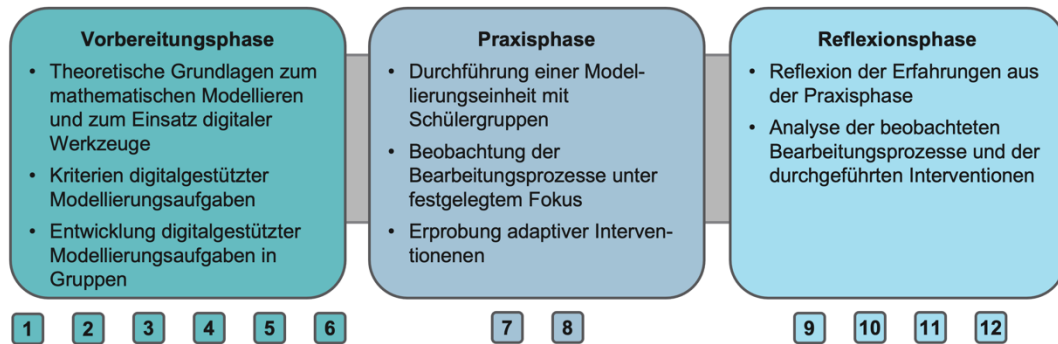 Vorbereitungsphase
• Theoretische Grundlagen zum
mathematischen Modellieren
und zum Einsatz digitaler
Werkzeuge
• Kriterien digitalgestützter
Modellierungsaufgaben
• Entwicklung digitalgestützter
Modellierungsaufgaben in
Gruppen
Praxisphase
• Durchführung einer Model-
lierungseinheit mit
Schülergruppen
• Beobachtung der
Bearbeitungsprozesse unter
festgelegtem Fokus
• Erprobung adaptiver Interven-
tionenen
Reflexionsphase
• Reflexion der Erfahrungen aus
der Praxisphase
• Analyse der beobachteten
Bearbeitungsprozesse und der
durchgeführten Interventionen
1 2 3 4 5 6 7 8 9 10 11 12